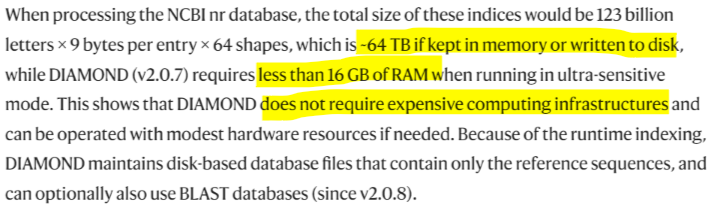 When processing the NCBI nr database, the total size of these indices would be 123 billion
letters × 9 bytes per entry × 64 shapes, which is ~64 TB if kept in memory or written to disk,
while DIAMOND (v2.0.7) requires less than 16 GB of RAM when running in ultra-sensitive
mode. This shows that DIAMOND does not require expensive computing infrastructures and
can be operated with modest hardware resources if needed. Because of the runtime indexing,
DIAMOND maintains disk-based database files that contain only the reference sequences, and
can optionally also use BLAST databases (since v2.0.8).